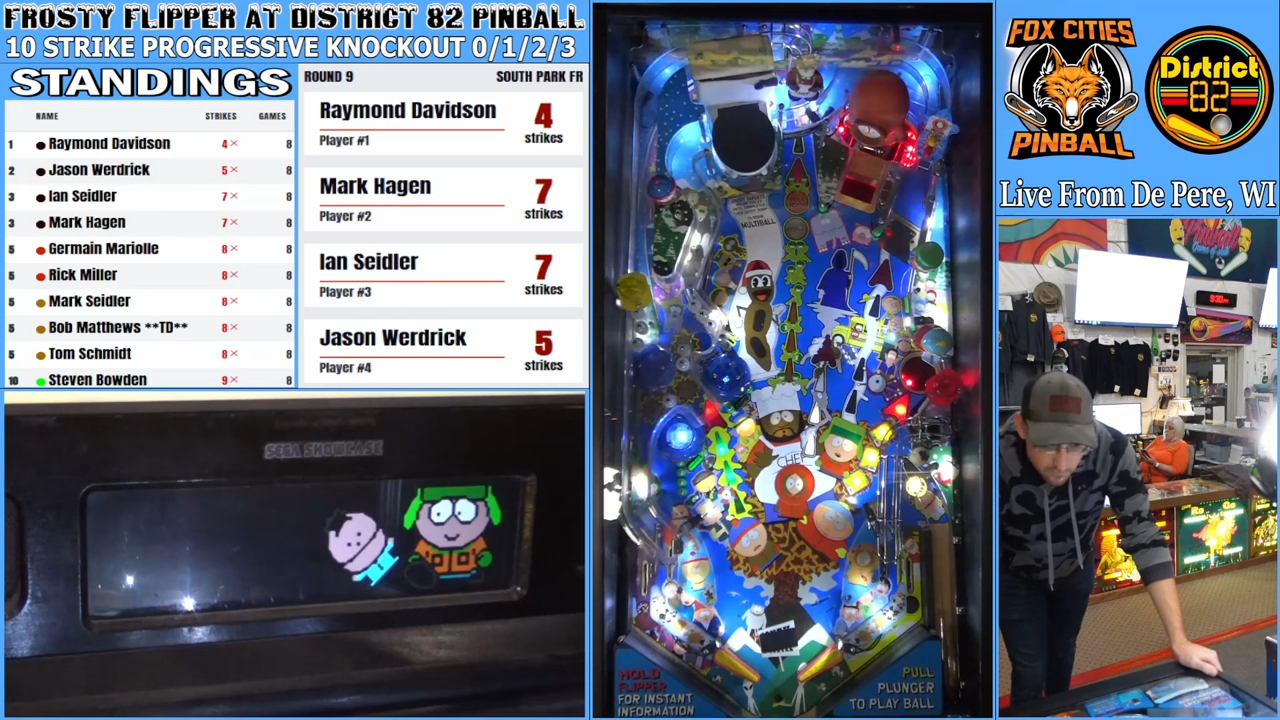 FROSTY FLIPPER AT DISTRICT 82 PINBALL
10 STRIKE PROGRESSIVE KNOCKOUT 0/1/2/3
STANDINGS
NAME STRIKES GAMES
1 Raymond Davidson 4× 8
2 Jason Werdrick 5× 8
3 Ian Seidler 7× 8
3 Mark Hagen 7× 8
5 Germain Mariolle 8× 8
5 Rick Miller 8× 8
5 Mark Seidler 8× 8
5 Bob Matthews **TD** 8× 8
5 Tom Schmidt 8× 8
10 Steven Bowden 9× 8
ROUND 9 SOUTH PARK FR
Raymond Davidson 4
Player #1 strikes
Mark Hagen 7
Player #2 strikes
Ian Seidler 7
Player #3 strikes
Jason Werdrick 5
Player #4 strikes
SEGA SHOWCASE
MULTIBALL
CHEF
HOLD
FLIPPER
FOR INSTANT
INFORMATION
PULL
PLUNGER
TO PLAY BALL
FOX CITIES
PINBALL
District
82
Live From De Pere, WI
Pinball
9:30